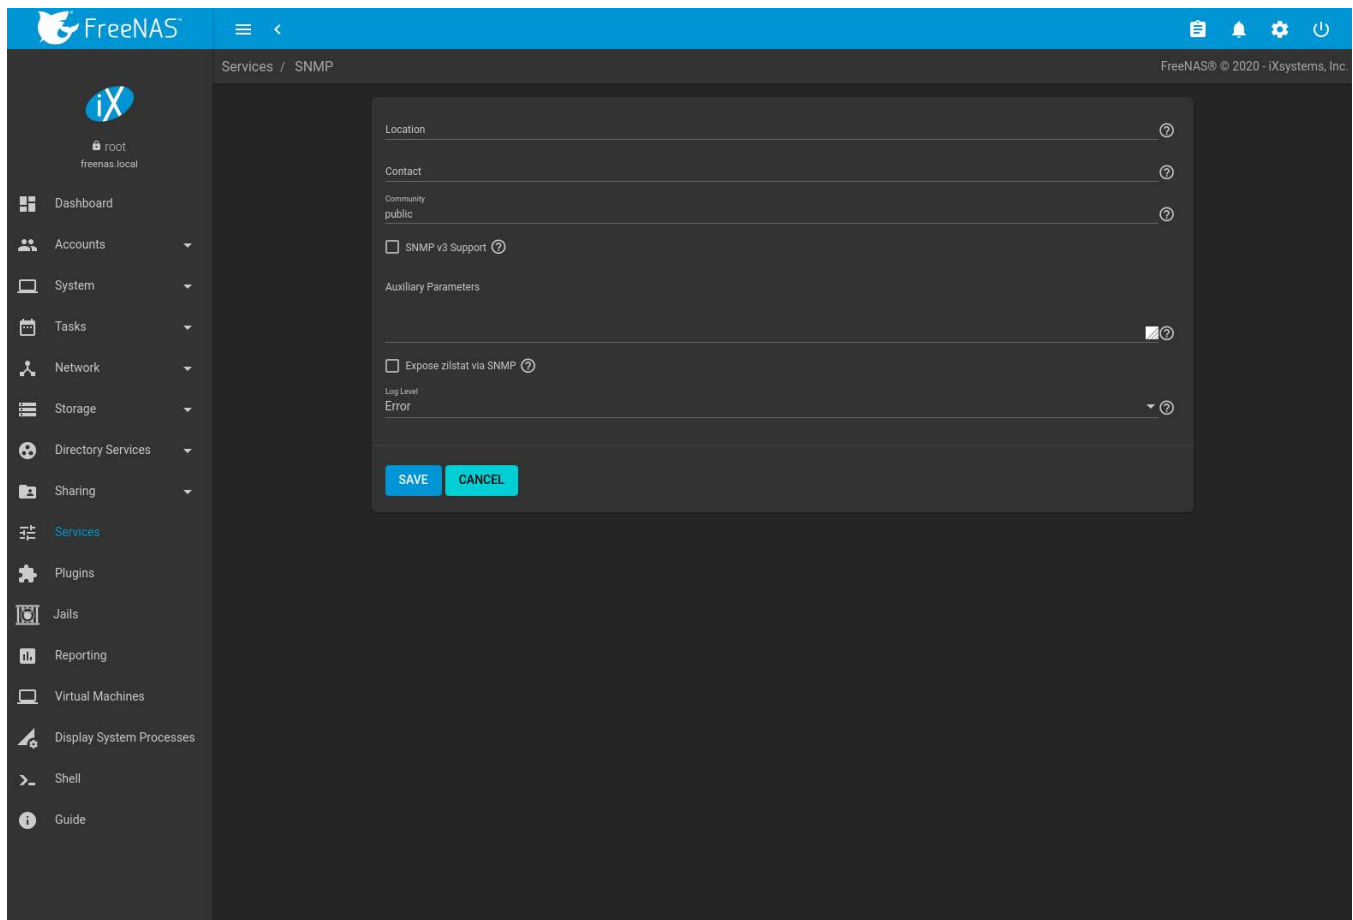 FreeNAS
Services / SNMP
FreeNAS® © 2020 - iXsystems, Inc.
iX
root
freenas.local
Dashboard
Accounts
System
Tasks
Network
Storage
Directory Services
Sharing
Services
Plugins
Jails
Reporting
Virtual Machines
Display System Processes
Shell
Guide
Location
Contact
Community
public
SNMP v3 Support
Auxiliary Parameters
Expose zilstat via SNMP
Log Level
Error
SAVE CANCEL